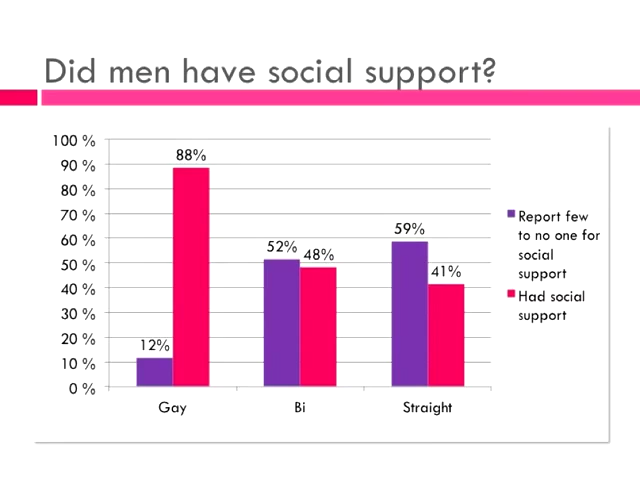 Did men have social support?
100 %
90 %
80 %
70 %
60 %
50 %
40 %
30 %
20 %
10 %
0 %
12%
88%
52%
48%
59%
41%
Gay
Bi
Straight
Report few
to no one for
social
support
Had social
support